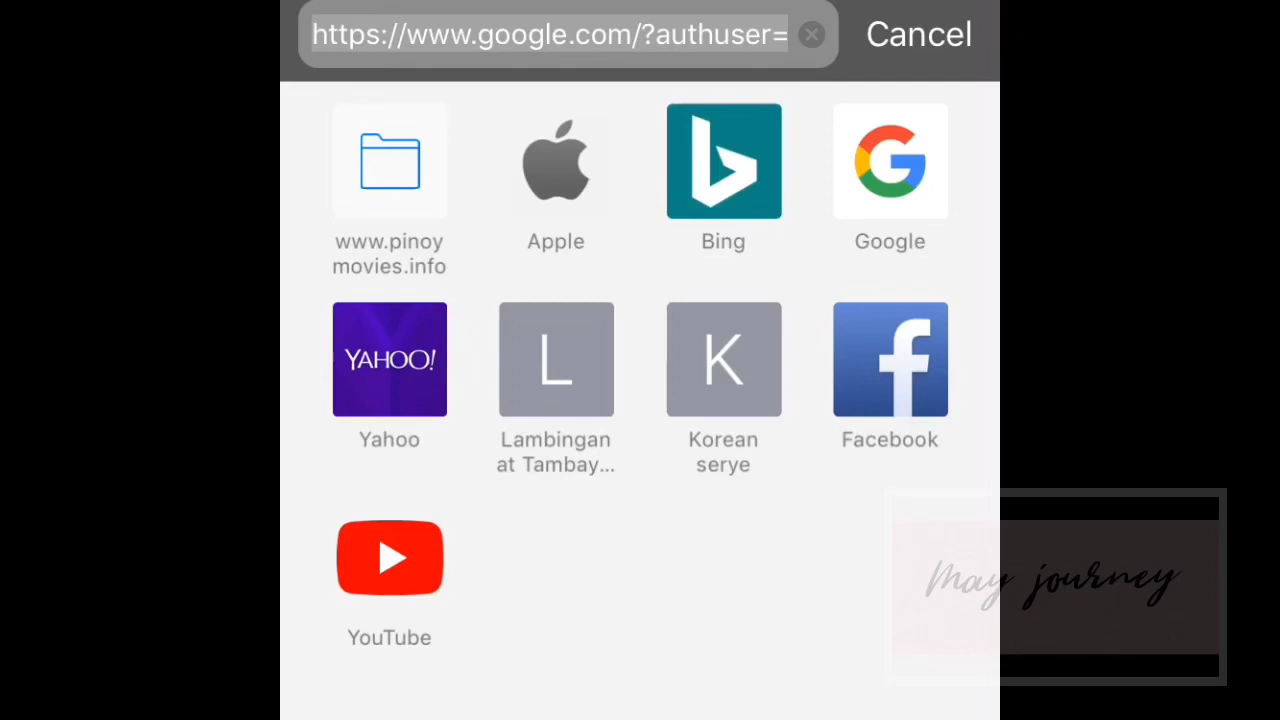 https://www.google.com/?authuser=
Cancel
www.pinoy
movies.info
Apple
Bing
Google
YAHOO!
Yahoo
L
Lambingan
at Tambay...
K
Korean
serye
Facebook
YouTube
May journey